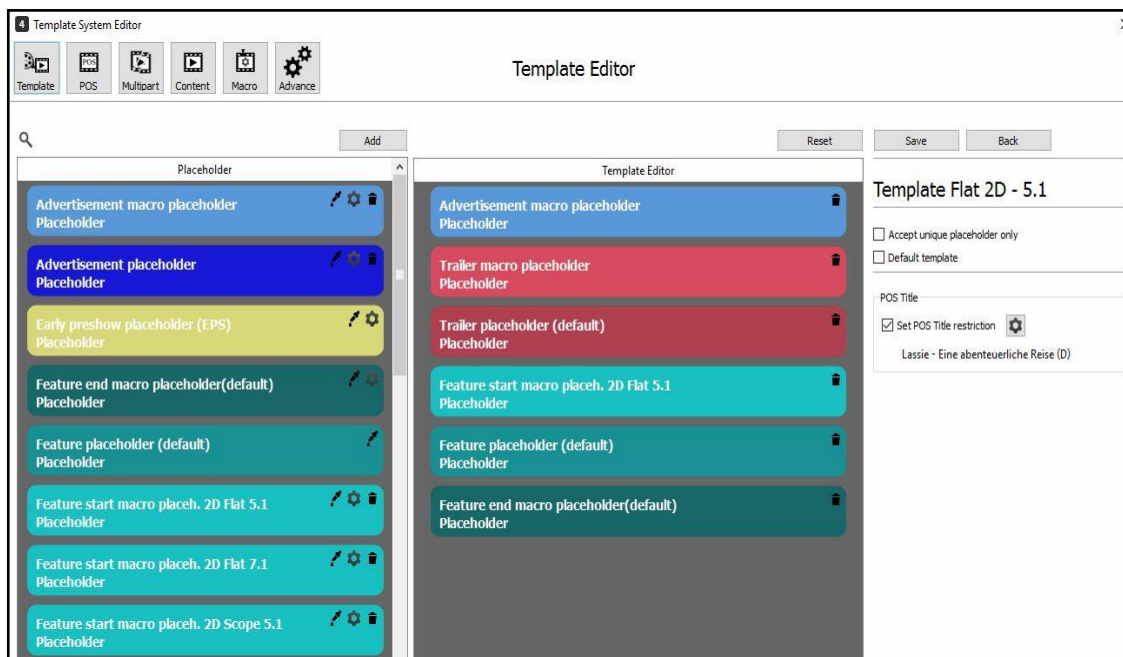 4 Template System Editor
POS
Template POS Multipart Content Macro Advance
Template Editor
Add
Reset
Save
Back
Placeholder
Advertisement macro placeholder
Placeholder
Advertisement placeholder
Placeholder
Early preshow placeholder (EPS)
Placeholder
Feature end macro placeholder(default)
Placeholder
Feature placeholder (default)
Placeholder
Feature start macro placeh. 2D Flat 5.1
Placeholder
Feature start macro placeh. 2D Flat 7.1
Placeholder
Feature start macro placeh. 2D Scope 5.1
Placeholder
Template Editor
Advertisement macro placeholder
Placeholder
Trailer macro placeholder
Placeholder
Trailer placeholder (default)
Placeholder
Feature start macro placeh. 2D Flat 5.1
Placeholder
Feature placeholder (default)
Placeholder
Feature end macro placeholder(default)
Placeholder
Template Flat 2D - 5.1
Accept unique placeholder only
Default template
POS Title
Set POS Title restriction
Lassie - Eine abenteuerliche Reise (D)